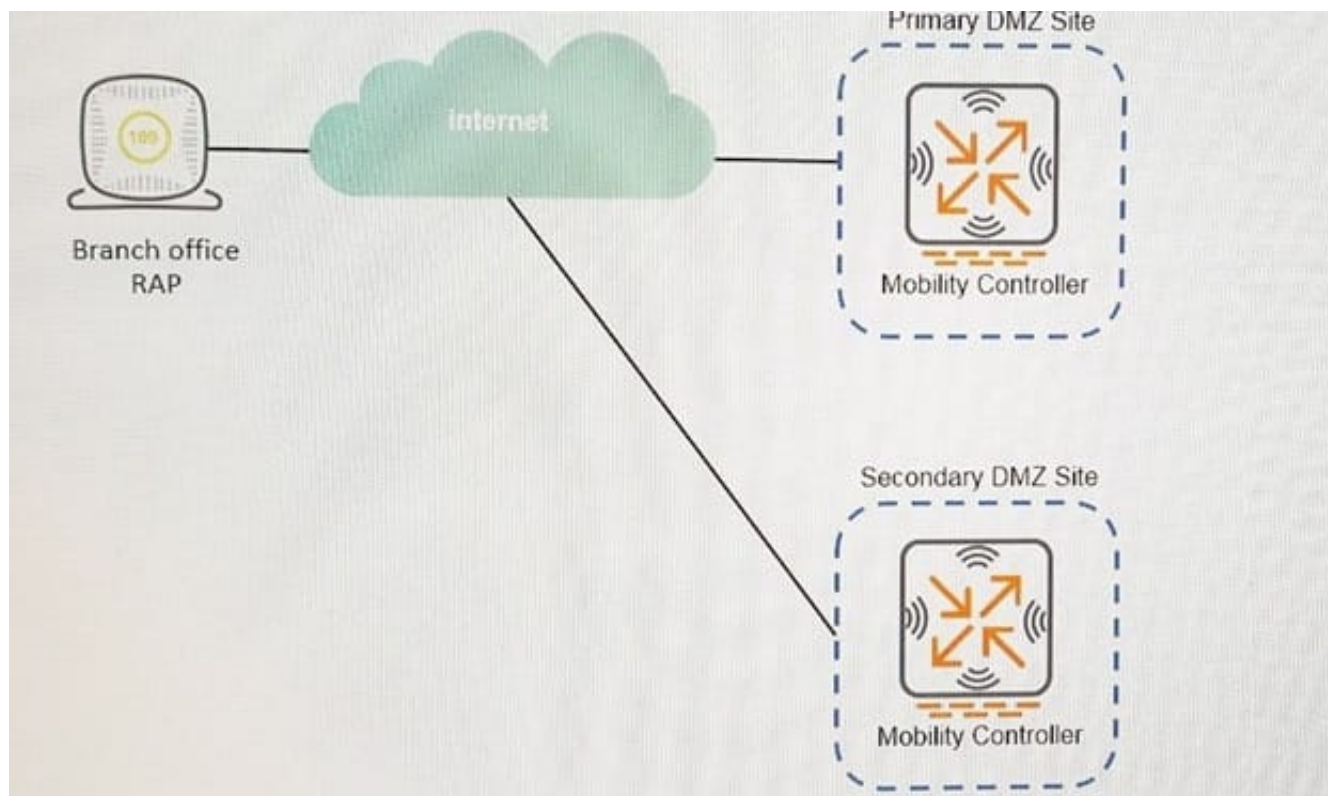 Primary DMZ Site
internet
Branch office
RAP
Mobility Controller
Secondary DMZ Site
Mobility Controller